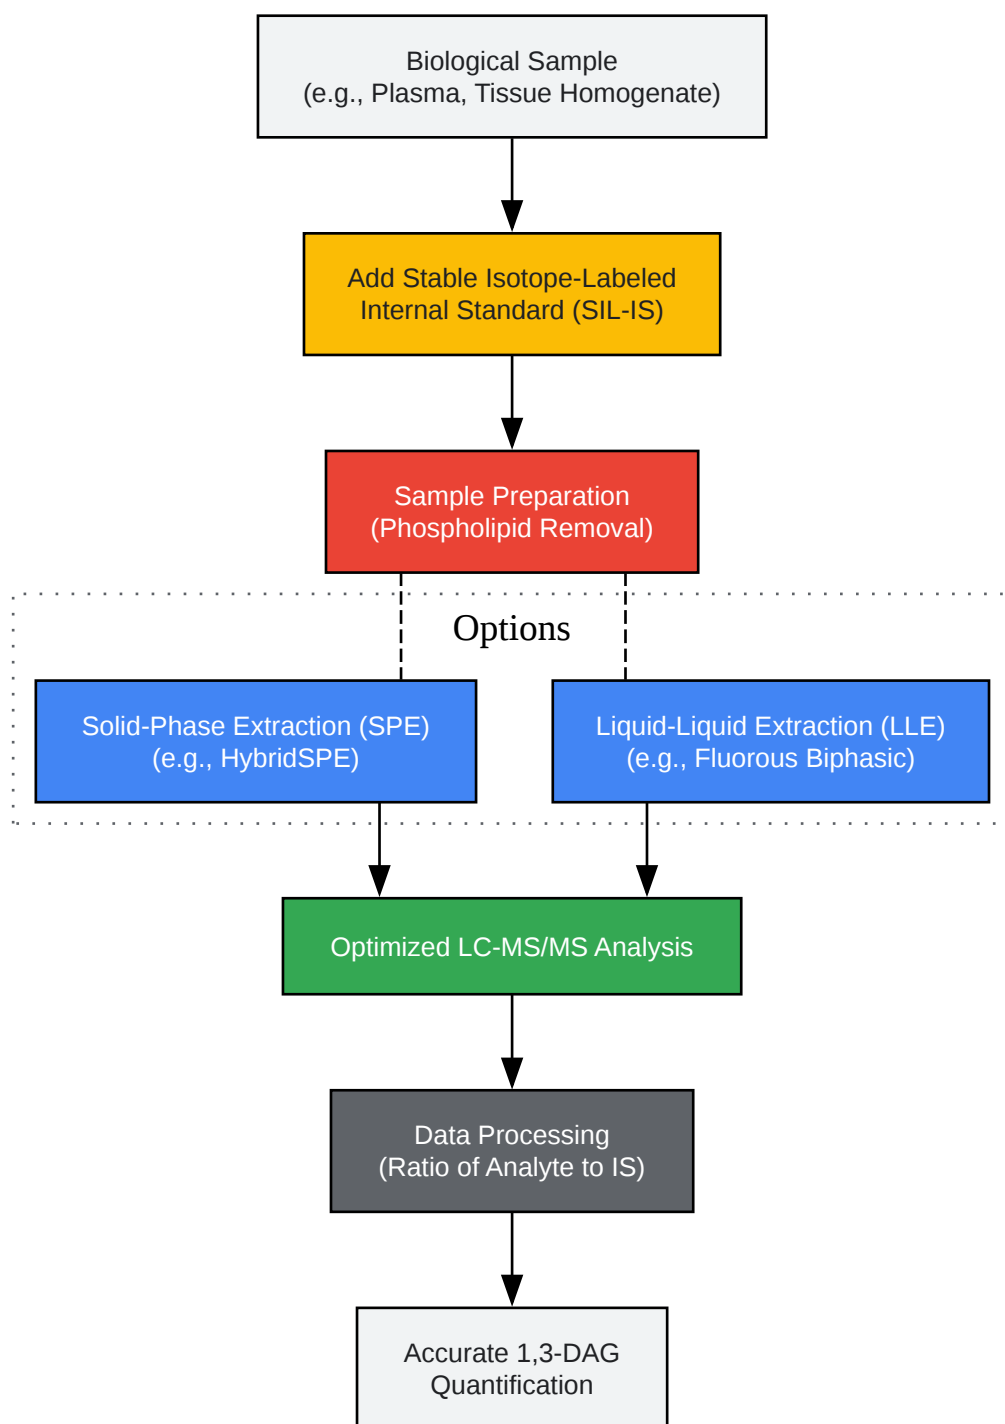 Biological Sample
(e.g., Plasma, Tissue Homogenate)
Add Stable Isotope-Labeled
Internal Standard (SIL-IS)
Sample Preparation
(Phospholipid Removal)
Options
Solid-Phase Extraction (SPE)
(e.g., HybridSPE)
Liquid-Liquid Extraction (LLE)
(e.g., Fluorous Biphasic)
Optimized LC-MS/MS Analysis
Data Processing
(Ratio of Analyte to IS)
Accurate 1,3-DAG
Quantification